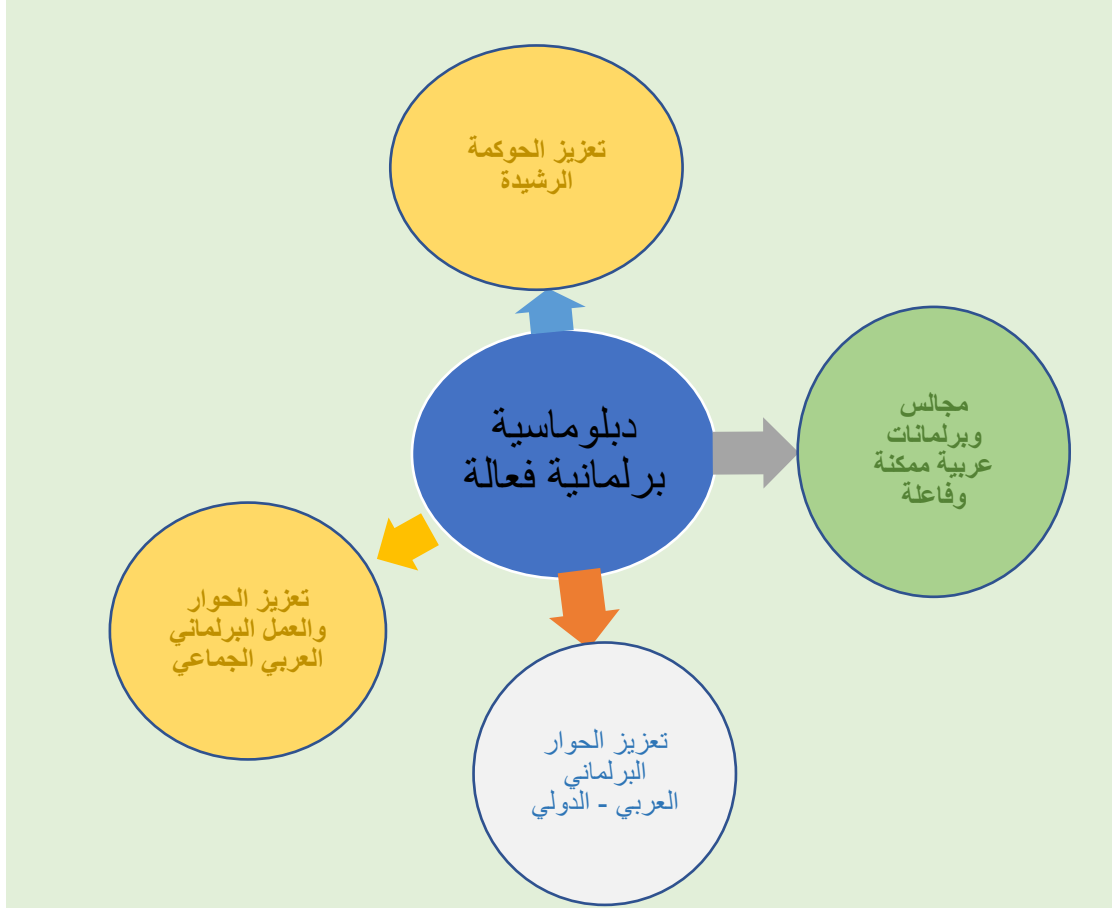 تعزيز الحوكمة
الرشيدة
دبلوماسية
برلمانية فعالة
مجالس
وبرلمانات
عربية ممكنة
وفاعلة
تعزيز الحوار
والعمل البرلماني
العربي الجماعي
تعزيز الحوار
البرلماني
العربي - الدولي